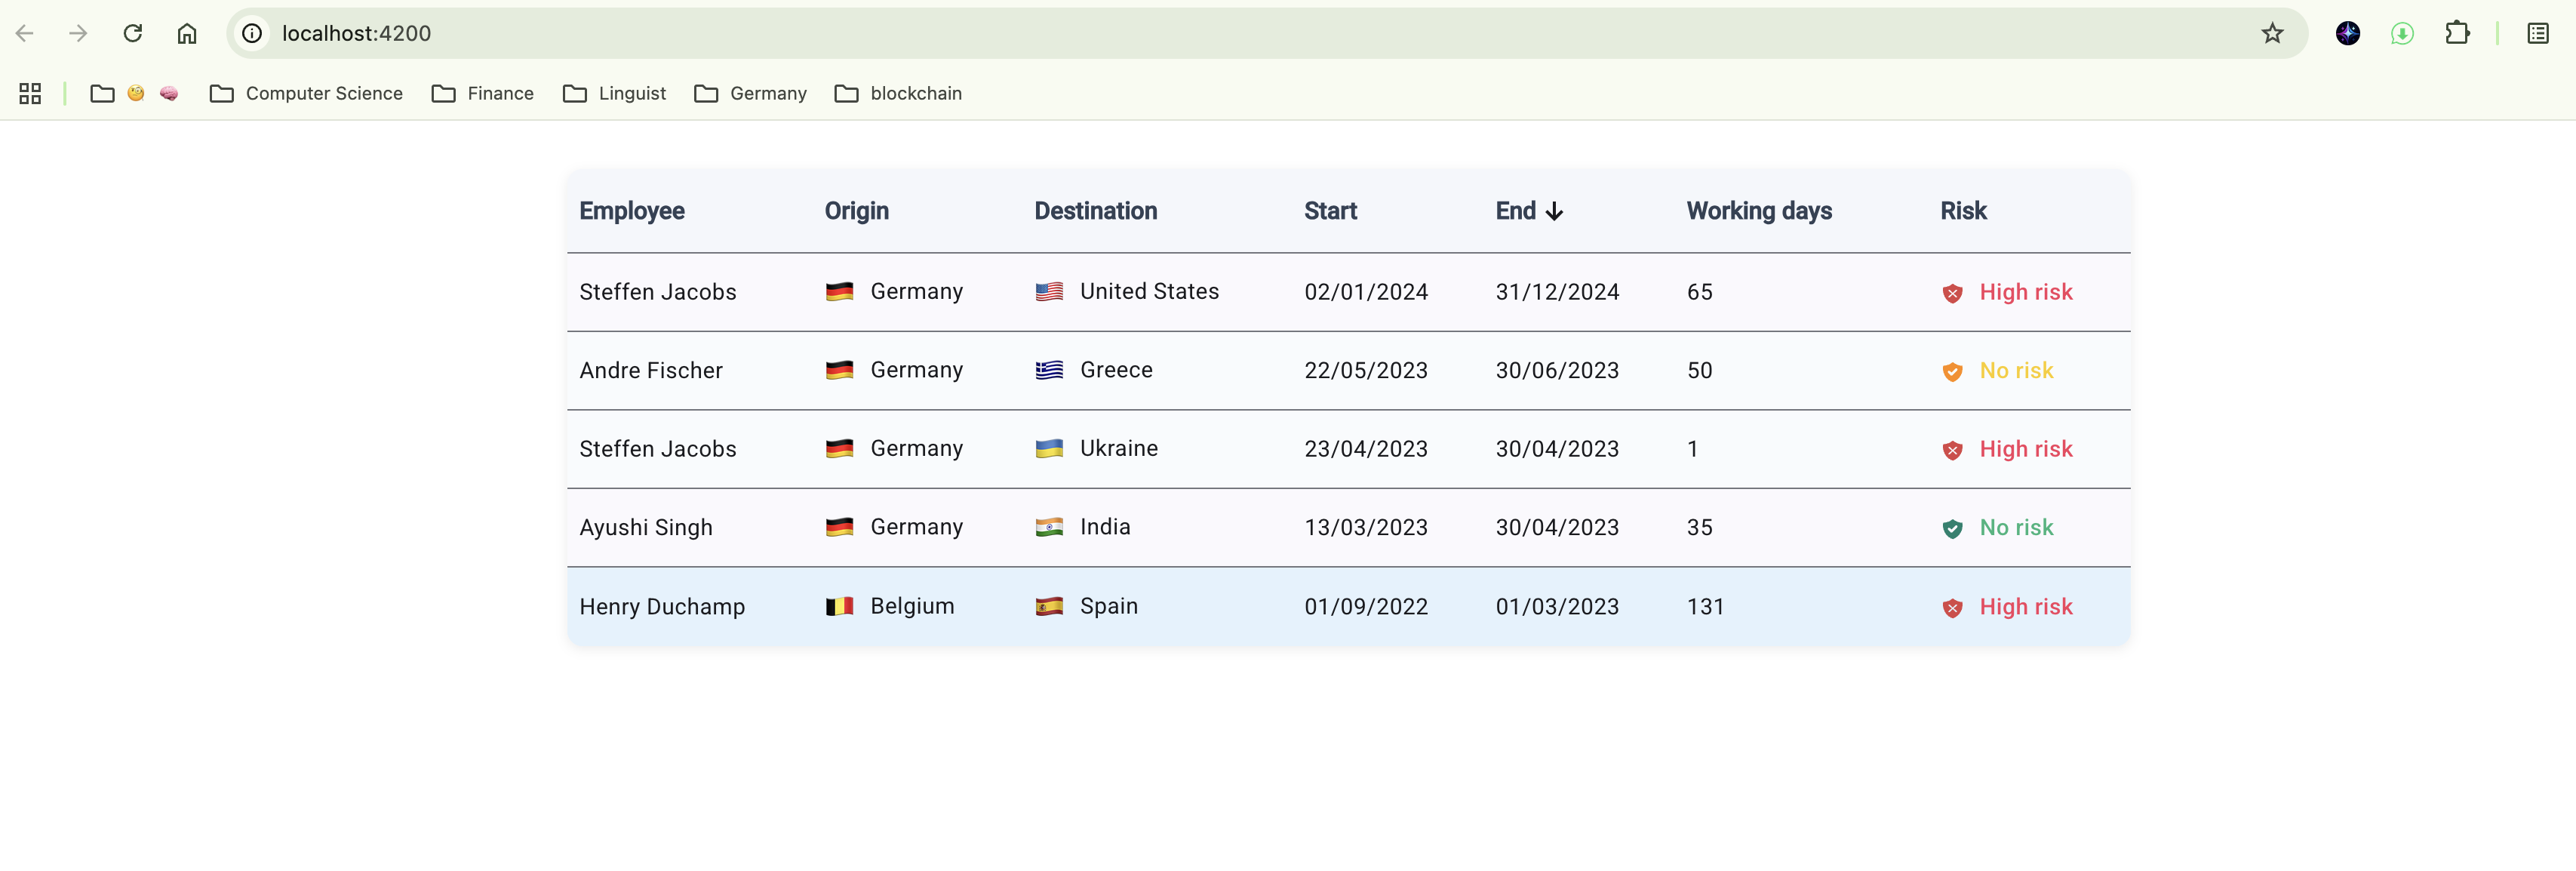 localhost:4200
Computer Science Finance Linguist Germany blockchain
Employee Origin Destination Start End Working days Risk
Steffen Jacobs Germany United States 02/01/2024 31/12/2024 65 High risk
Andre Fischer Germany Greece 22/05/2023 30/06/2023 50 No risk
Steffen Jacobs Germany Ukraine 23/04/2023 30/04/2023 1 High risk
Ayushi Singh Germany India 13/03/2023 30/04/2023 35 No risk
Henry Duchamp Belgium Spain 01/09/2022 01/03/2023 131 High risk